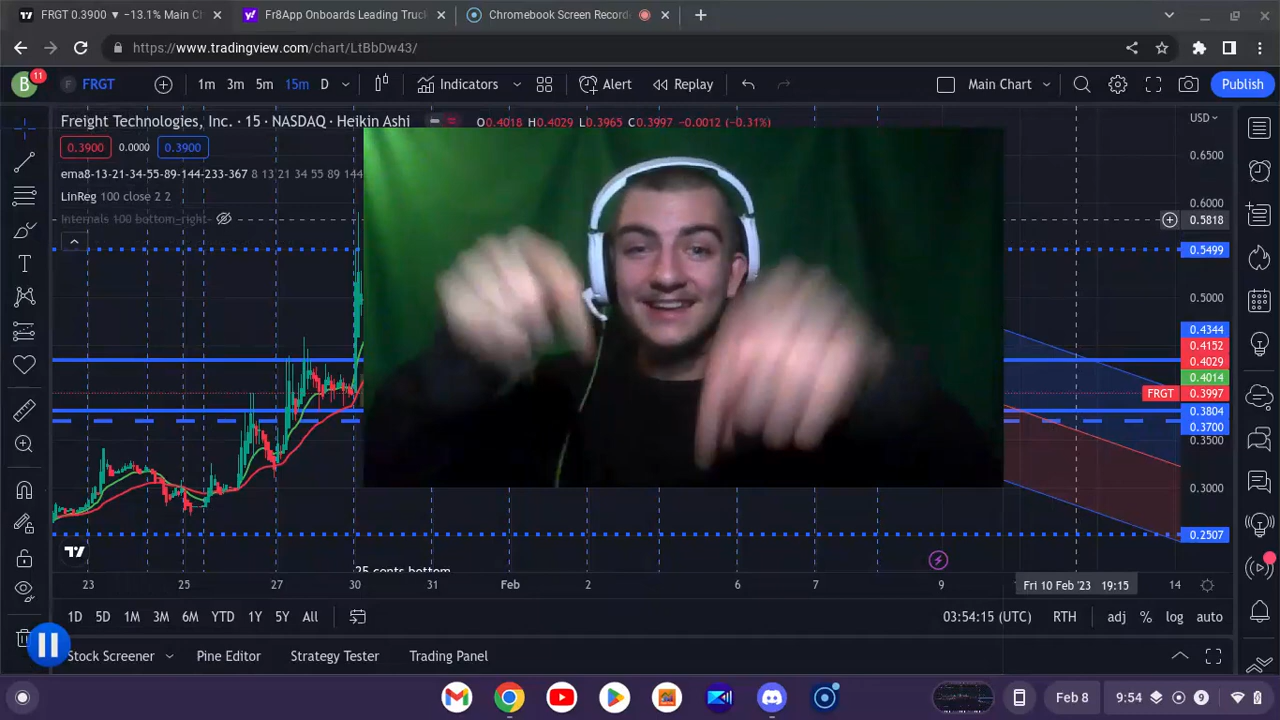 FRGT 0.3900 ▼ −13.1% Main Ch
Fr8App Onboards Leading Truck
Chromebook Screen Recorde
https://www.tradingview.com/chart/LtBbDw43/
B 11 FRGT 1m 3m 5m 15m D Indicators Alert Replay Main Chart Publish
Freight Technologies, Inc. · 15 · NASDAQ · Heikin Ashi O0.4018 H0.4029 L0.3965 C0.3997 −0.0012 (−0.31%)
USD
0.3900 0.0000 0.3900
ema8-13-21-34-55-89-144-233-367 8 13 21 34 55 89 144
LinReg 100 close 2 2
Internals 100 bottom_right
0.6500
0.6000
0.5818
0.5499
0.5000
0.4344
0.4152
0.4029
0.4014
FRGT 0.3997
0.3804
0.3700
0.3500
0.3000
0.2507
25 cents bottom
23 25 27 30 31 Feb 2 6 7 9 Fri 10 Feb '23 19:15 14
1D 5D 1M 3M 6M YTD 1Y 5Y All 03:54:15 (UTC) RTH adj % log auto
Stock Screener Pine Editor Strategy Tester Trading Panel
Feb 8 9:54 9